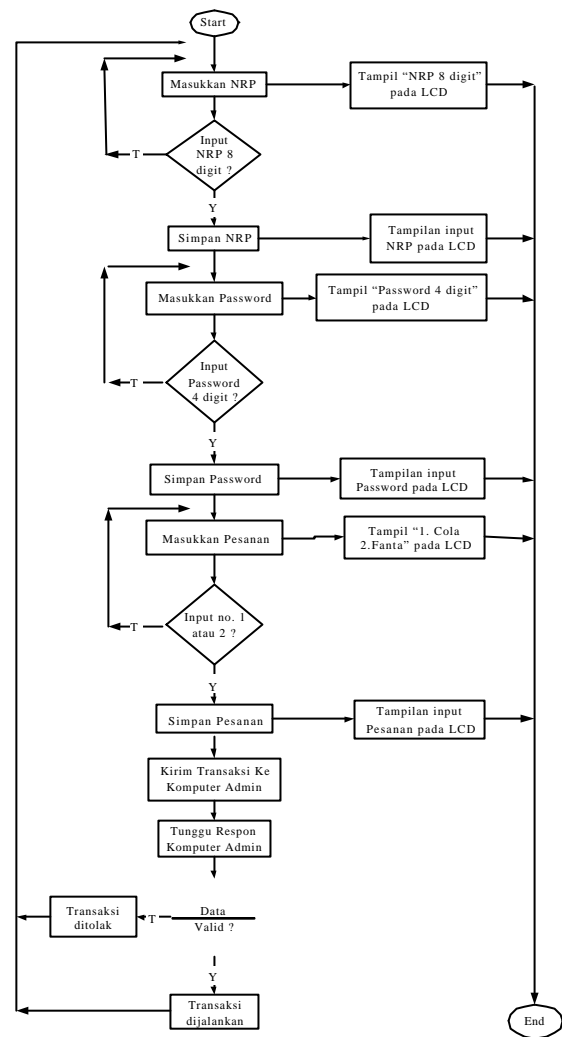 Start
Masukkan NRP
Tampil “NRP 8 digit”
pada LCD
Input
NRP 8
digit ?
T
Y
Simpan NRP
Tampilan input
NRP pada LCD
Masukkan Password
Tampil “Password 4 digit”
pada LCD
Input
Password
4 digit ?
T
Y
Simpan Password
Tampilan input
Password pada LCD
Masukkan Pesanan
Tampil “1. Cola
2.Fanta” pada LCD
Input no. 1
atau 2 ?
T
Y
Simpan Pesanan
Tampilan input
Pesanan pada LCD
Kirim Transaksi Ke
Komputer Admin
Tunggu Respon
Komputer Admin
Data
Valid ?
T
Transaksi
ditolak
Y
Transaksi
dijalankan
End